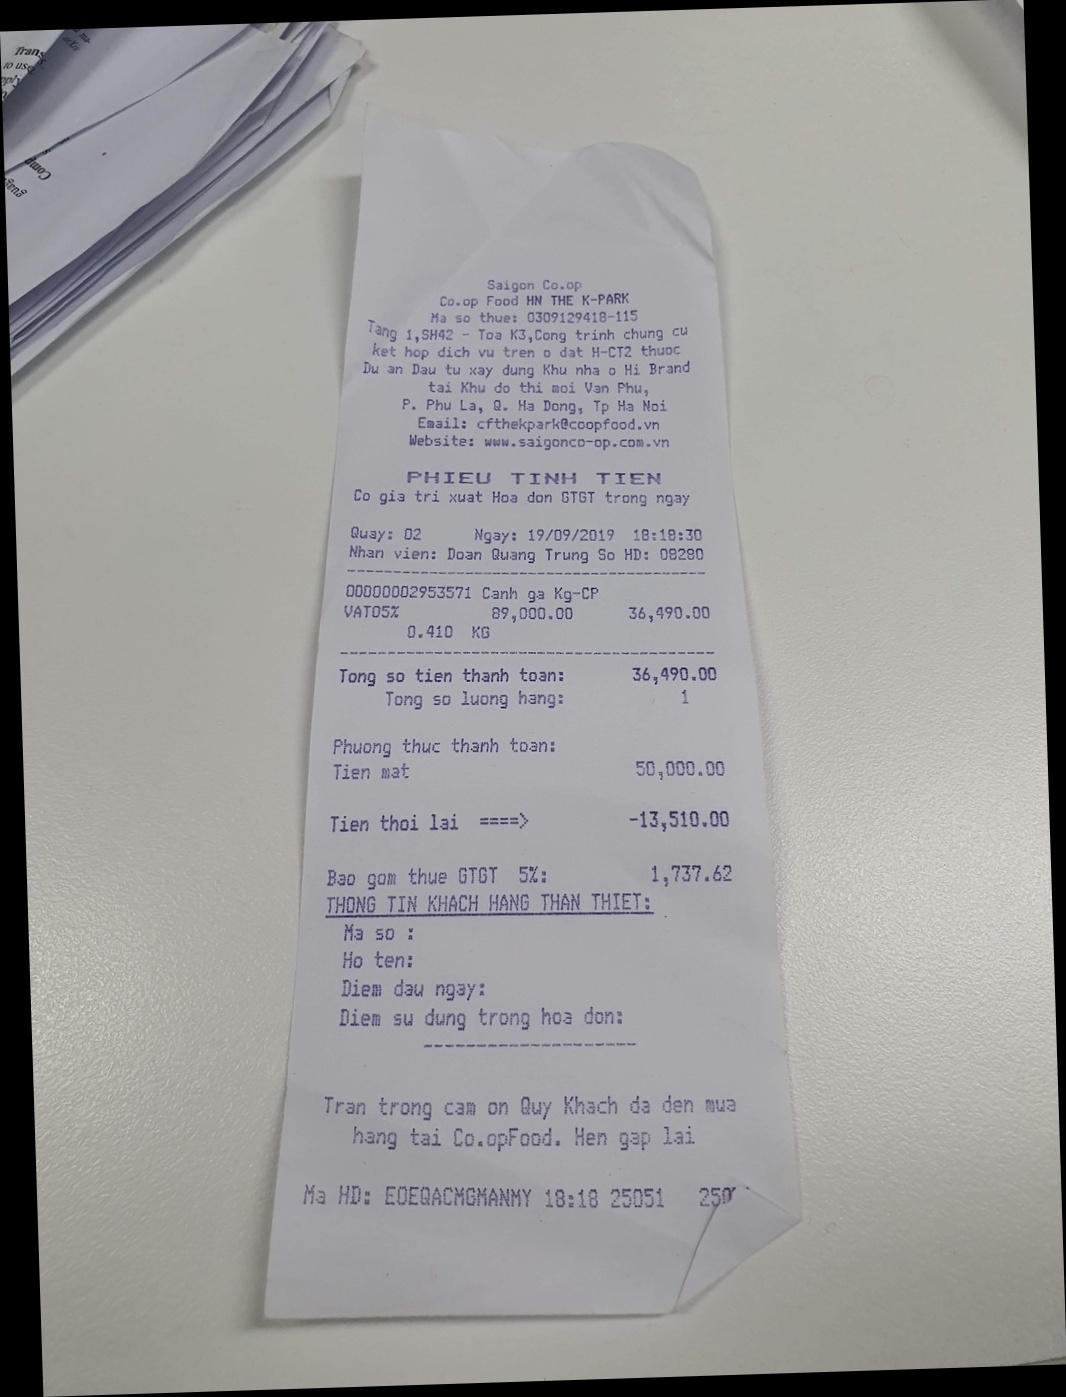 Trans
to use
Comp
Saigon Co.op
Co.op Food HN THE K-PARK
Ma so thue: 0309129418-115
Tang 1,SH42 - Toa K3,Cong trinh chung cu
ket hop dich vu tren o dat H-CT2 thuoc
Du an Dau tu xay dung Khu nha o Hi Brand
tai Khu do thi moi Van Phu,
P. Phu La, Q. Ha Dong, Tp Ha Noi
Email: cfthekpark@coopfood.vn
Website: www.saigonco-op.com.vn
PHIEU TINH TIEN
Co gia tri xuat Hoa don GTGT trong ngay
Quay: 02 Ngay: 19/09/2019 18:18:30
Nhan vien: Doan Quang Trung So HD: 08280
00000002953571 Canh ga Kg-CP
VAT05% 89,000.00 36,490.00
0.410 KG
Tong so tien thanh toan: 36,490.00
Tong so luong hang: 1
Phuong thuc thanh toan:
Tien mat 50,000.00
Tien thoi lai ====> -13,510.00
Bao gom thue GTGT 5%: 1,737.62
THONG TIN KHACH HANG THAN THIET:
Ma so :
Ho ten:
Diem dau ngay:
Diem su dung trong hoa don:
Tran trong cam on Quy Khach da den mua
hang tai Co.opFood. Hen gap lai
Ma HD: EOEQACMGMANMY 18:18 25051